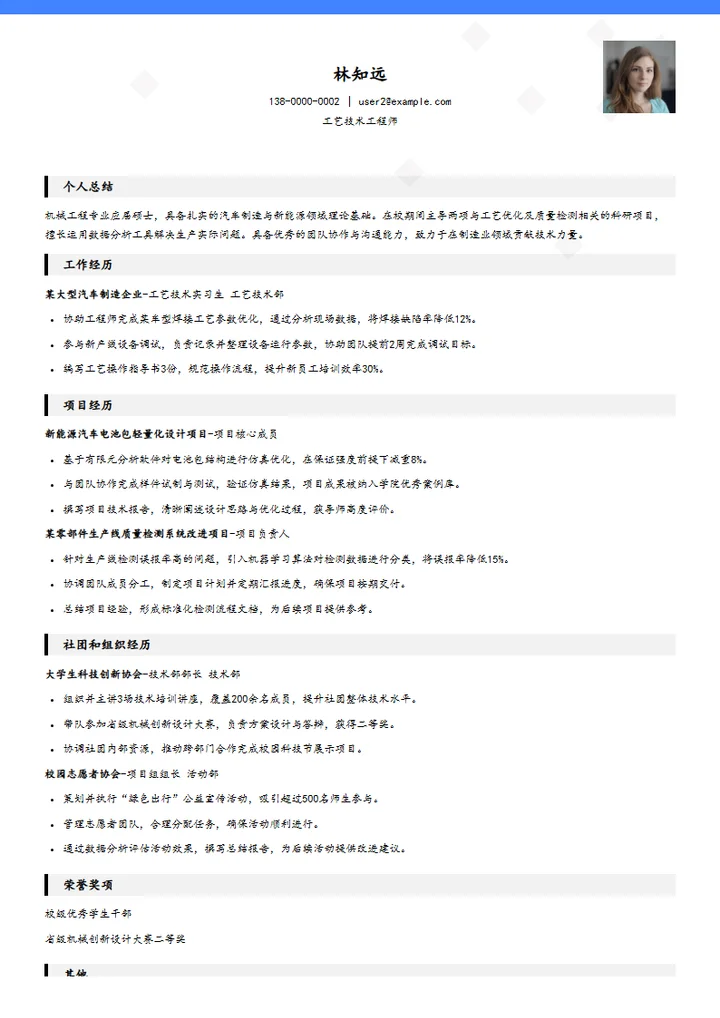 林知远
138-0000-0002 | user2@example.com
工艺技术工程师
个人总结
机械工程专业应届硕士，具备扎实的汽车制造与新能源领域理论基础。在校期间主导两项与工艺优化及质量检测相关的科研项目，
擅长运用数据分析工具解决生产实际问题。具备优秀的团队协作与沟通能力，致力于在制造业领域贡献技术力量。
工作经历
某大型汽车制造企业-工艺技术实习生 工艺技术部
• 协助工程师完成某车型焊接工艺参数优化，通过分析现场数据，将焊接缺陷率降低12%。
• 参与新产线设备调试，负责记录并整理设备运行参数，协助团队提前2周完成调试目标。
• 编写工艺操作指导书3份，规范操作流程，提升新员工培训效率30%。
项目经历
新能源汽车电池包轻量化设计项目-项目核心成员
• 基于有限元分析软件对电池包结构进行仿真优化，在保证强度前提下减重8%。
• 与团队协作完成样件试制与测试，验证仿真结果，项目成果被纳入学院优秀案例库。
• 撰写项目技术报告，清晰阐述设计思路与优化过程，获导师高度评价。
某零部件生产线质量检测系统改进项目-项目负责人
• 针对生产线检测误报率高的问题，引入机器学习算法对检测数据进行分类，将误报率降低15%。
• 协调团队成员分工，制定项目计划并定期汇报进度，确保项目按期交付。
• 总结项目经验，形成标准化检测流程文档，为后续项目提供参考。
社团和组织经历
大学生科技创新协会-技术部部长 技术部
• 组织并主讲3场技术培训讲座，覆盖200余名成员，提升社团整体技术水平。
• 带队参加省级机械创新设计大赛，负责方案设计与答辩，获得二等奖。
• 协调社团内部资源，推动跨部门合作完成校园科技节展示项目。
校园志愿者协会-项目组组长 活动部
• 策划并执行“绿色出行”公益宣传活动，吸引超过500名师生参与。
• 管理志愿者团队，合理分配任务，确保活动顺利进行。
• 通过数据分析评估活动效果，撰写总结报告，为后续活动提供改进建议。
荣誉奖项
校级优秀学生干部
省级机械创新设计大赛二等奖
其他